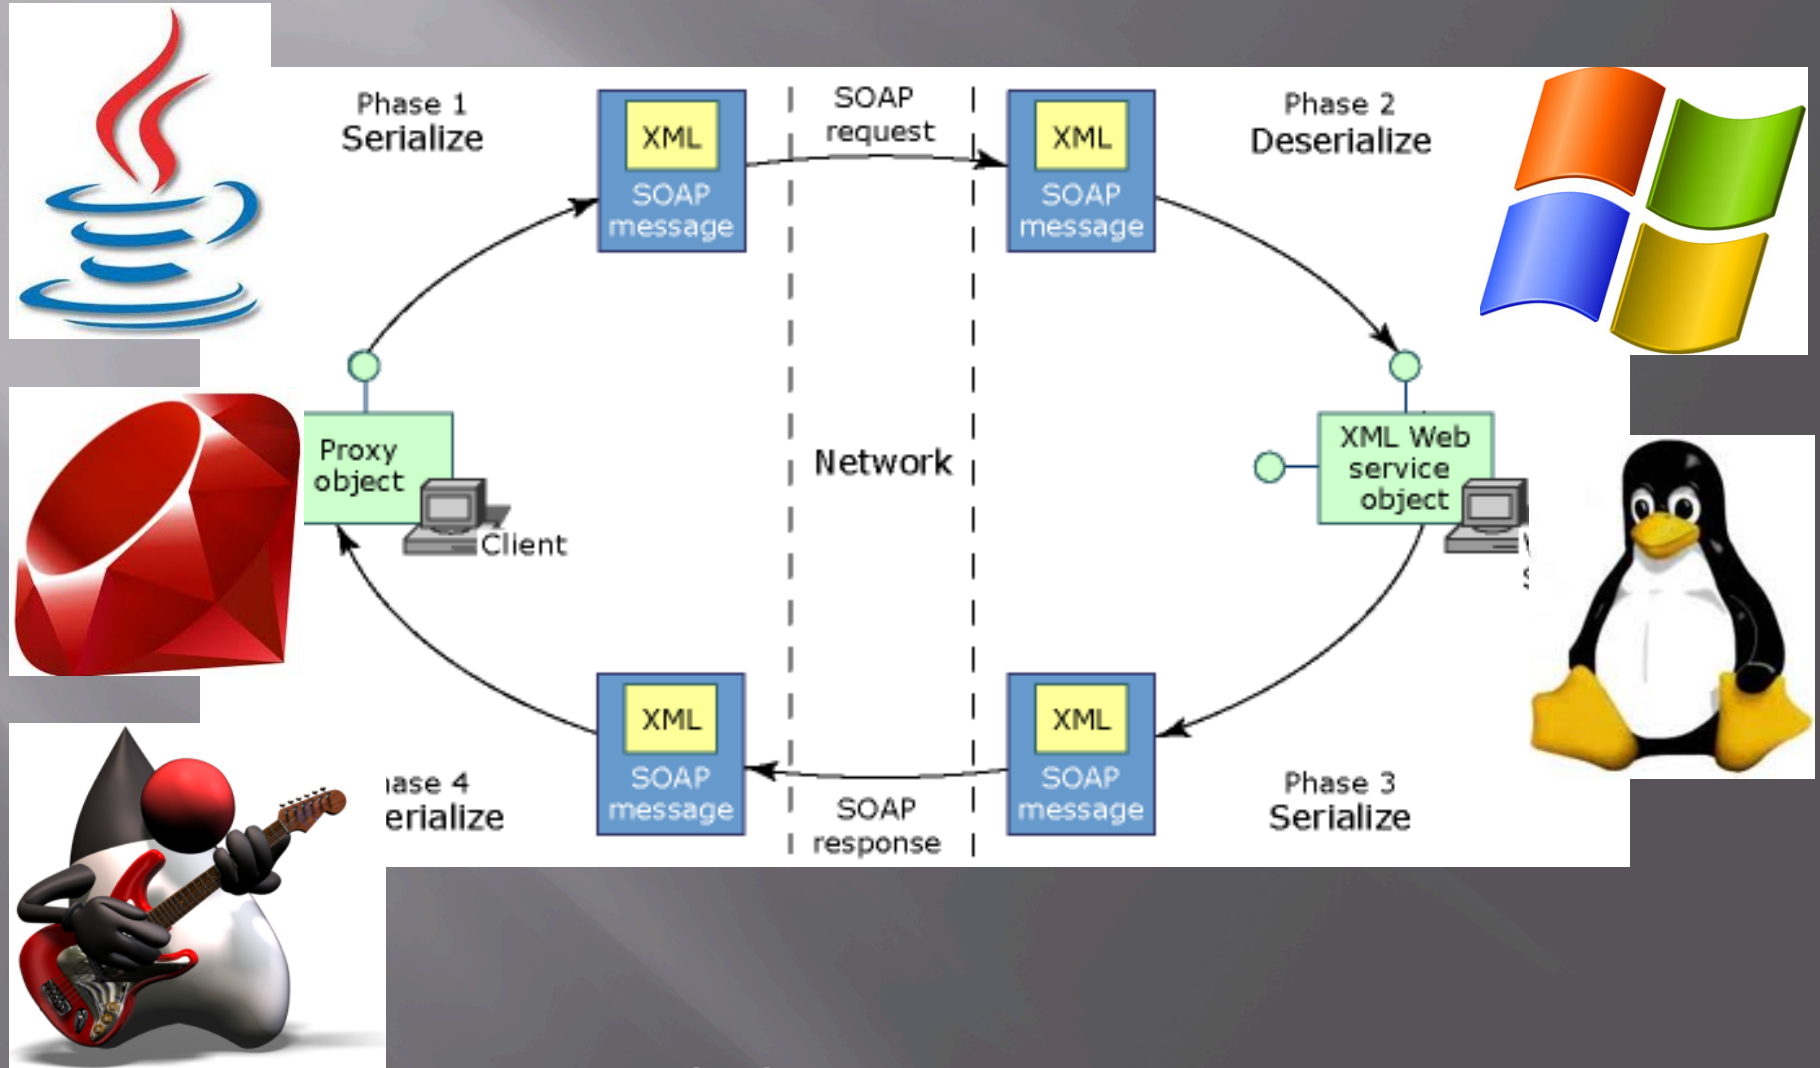 Phase 1
Serialize
XML
SOAP
message
SOAP
request
XML
SOAP
message
Phase 2
Deserialize
Proxy
object
Client
Network
XML Web
service
object
hase 4
erialize
XML
SOAP
message
SOAP
response
XML
SOAP
message
Phase 3
Serialize